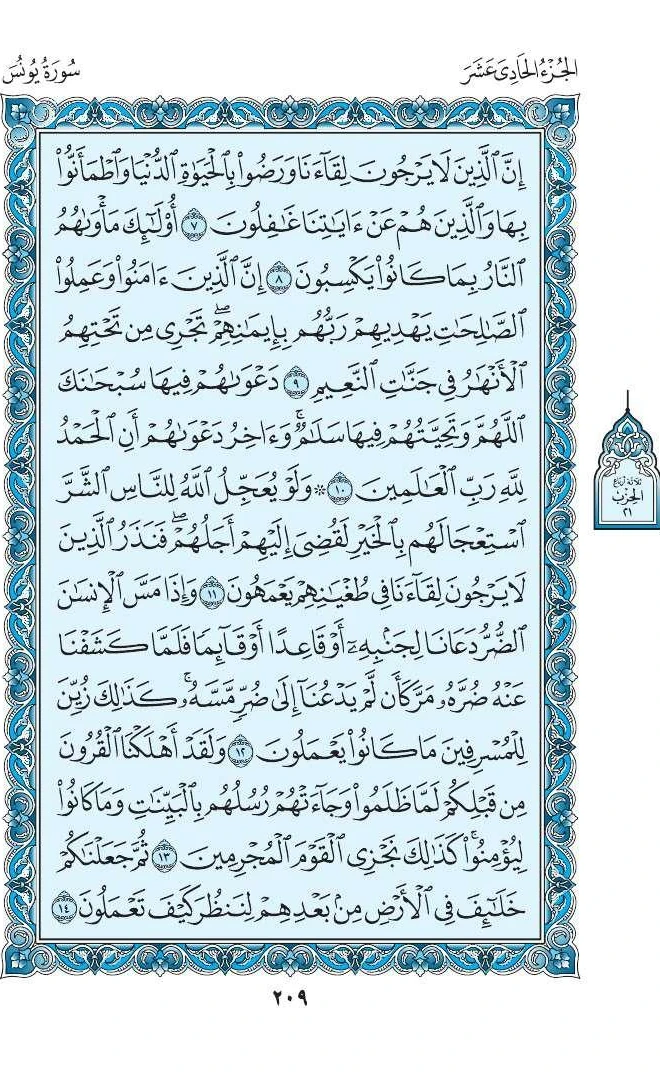 الجُزْءُ الحَادِىَ عَشَرَ
سُورَةُ يُونُسَ
إِنَّ ٱلَّذِينَ لَا يَرْجُونَ لِقَآءَنَا وَرَضُوا۟ بِٱلْحَيَوٰةِ ٱلدُّنْيَا وَٱطْمَأَنُّوا۟
بِهَا وَٱلَّذِينَ هُمْ عَنْ ءَايَٰتِنَا غَٰفِلُونَ ٧ أُو۟لَٰٓئِكَ مَأْوَىٰهُمُ
ٱلنَّارُ بِمَا كَانُوا۟ يَكْسِبُونَ ٨ إِنَّ ٱلَّذِينَ ءَامَنُوا۟ وَعَمِلُوا۟
ٱلصَّٰلِحَٰتِ يَهْدِيهِمْ رَبُّهُم بِإِيمَٰنِهِمْ ۖ تَجْرِى مِن تَحْتِهِمُ
ٱلْأَنْهَٰرُ فِى جَنَّٰتِ ٱلنَّعِيمِ ٩ دَعْوَىٰهُمْ فِيهَا سُبْحَٰنَكَ
ٱللَّهُمَّ وَتَحِيَّتُهُمْ فِيهَا سَلَٰمٌ ۚ وَءَاخِرُ دَعْوَىٰهُمْ أَنِ ٱلْحَمْدُ
لِلَّهِ رَبِّ ٱلْعَٰلَمِينَ ١٠ * وَلَوْ يُعَجِّلُ ٱللَّهُ لِلنَّاسِ ٱلشَّرَّ
ٱسْتِعْجَالَهُم بِٱلْخَيْرِ لَقُضِىَ إِلَيْهِمْ أَجَلُهُمْ ۖ فَنَذَرُ ٱلَّذِينَ
لَا يَرْجُونَ لِقَآءَنَا فِى طُغْيَٰنِهِمْ يَعْمَهُونَ ١١ وَإِذَا مَسَّ ٱلْإِنسَٰنَ
ٱلضُّرُّ دَعَانَا لِجَنۢبِهِۦٓ أَوْ قَاعِدًا أَوْ قَآئِمًا فَلَمَّا كَشَفْنَا
عَنْهُ ضُرَّهُۥ مَرَّ كَأَن لَّمْ يَدْعُنَآ إِلَىٰ ضُرٍّ مَّسَّهُۥ ۚ كَذَٰلِكَ زُيِّنَ
لِلْمُسْرِفِينَ مَا كَانُوا۟ يَعْمَلُونَ ١٢ وَلَقَدْ أَهْلَكْنَا ٱلْقُرُونَ
مِن قَبْلِكُمْ لَمَّا ظَلَمُوا۟ وَجَآءَتْهُمْ رُسُلُهُم بِٱلْبَيِّنَٰتِ وَمَا كَانُوا۟
لِيُؤْمِنُوا۟ ۚ كَذَٰلِكَ نَجْزِى ٱلْقَوْمَ ٱلْمُجْرِمِينَ ١٣ ثُمَّ جَعَلْنَٰكُمْ
خَلَٰٓئِفَ فِى ٱلْأَرْضِ مِنۢ بَعْدِهِمْ لِنَنظُرَ كَيْفَ تَعْمَلُونَ ١٤
ثلاثة أرباع
الحِزْب
٢١
٢٠٩